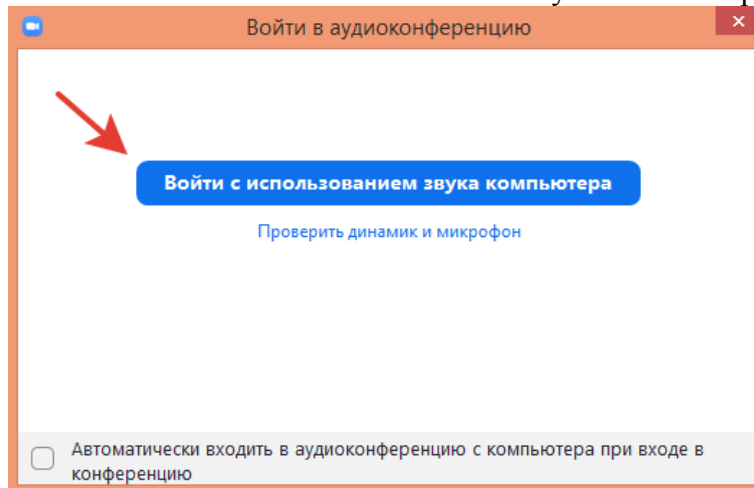 Войти в аудиоконференцию
Войти с использованием звука компьютера
Проверить динамик и микрофон
Автоматически входить в аудиоконференцию с компьютера при входе в
конференцию